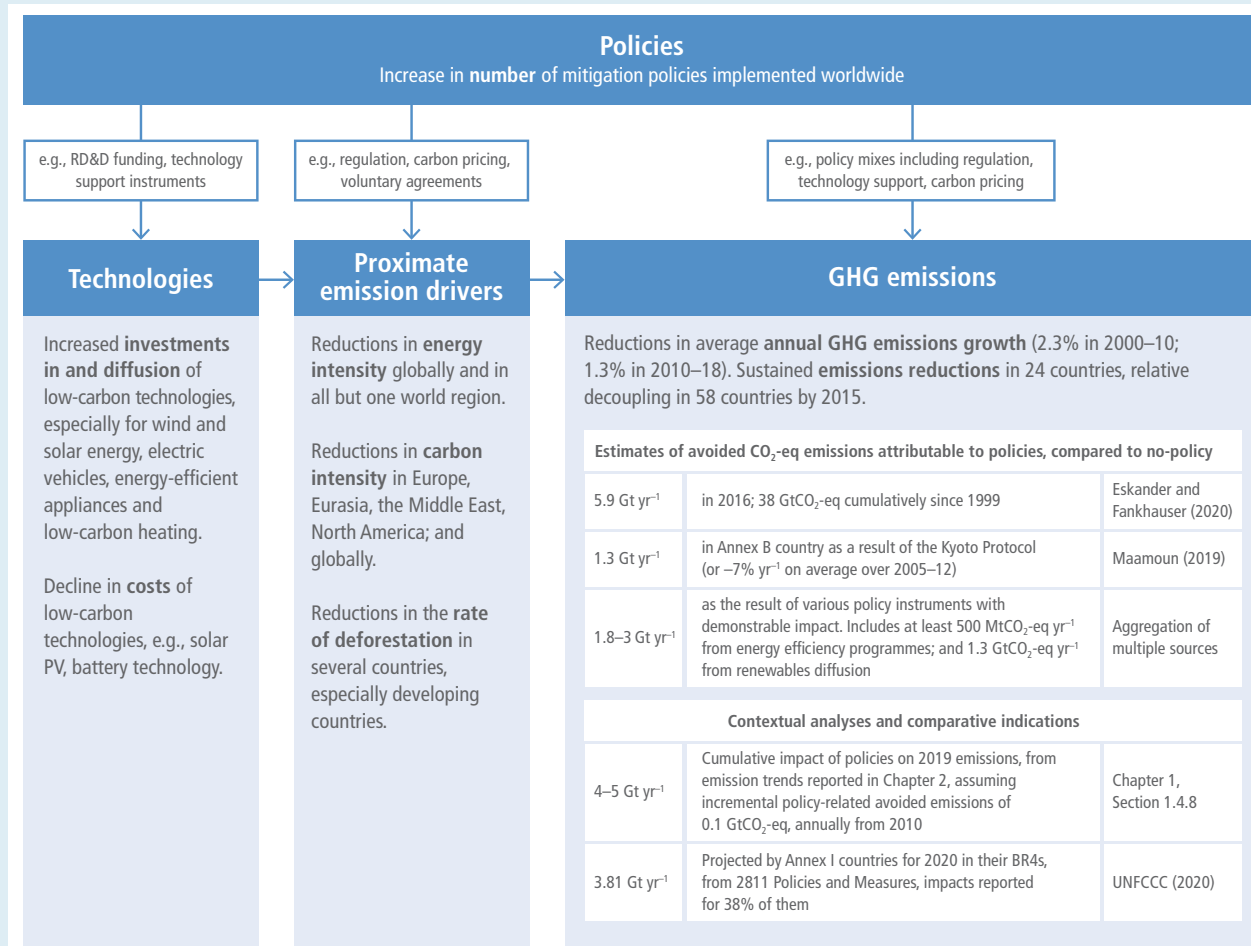 Policies
Increase in number of mitigation policies implemented worldwide
e.g., RD&D funding, technology
support instruments
e.g., regulation, carbon pricing,
voluntary agreements
e.g., policy mixes including regulation,
technology support, carbon pricing
Technologies
Increased investments
in and diffusion of
low-carbon technologies,
especially for wind and
solar energy, electric
vehicles, energy-efficient
appliances and
low-carbon heating.
Decline in costs of
low-carbon
technologies, e.g., solar
PV, battery technology.
Proximate
emission drivers
Reductions in energy
intensity globally and in
all but one world region.
Reductions in carbon
intensity in Europe,
Eurasia, the Middle East,
North America; and
globally.
Reductions in the rate
of deforestation in
several countries,
especially developing
countries.
GHG emissions
Reductions in average annual GHG emissions growth (2.3% in 2000–10;
1.3% in 2010–18). Sustained emissions reductions in 24 countries, relative
decoupling in 58 countries by 2015.
Estimates of avoided CO₂-eq emissions attributable to policies, compared to no-policy
5.9 Gt yr⁻¹
in 2016; 38 GtCO₂-eq cumulatively since 1999
Eskander and
Fankhauser (2020)
1.3 Gt yr⁻¹
in Annex B country as a result of the Kyoto Protocol
(or –7% yr⁻¹ on average over 2005–12)
Maamoun (2019)
1.8–3 Gt yr⁻¹
as the result of various policy instruments with
demonstrable impact. Includes at least 500 MtCO₂-eq yr⁻¹
from energy efficiency programmes; and 1.3 GtCO₂-eq yr⁻¹
from renewables diffusion
Aggregation of
multiple sources
Contextual analyses and comparative indications
4–5 Gt yr⁻¹
Cumulative impact of policies on 2019 emissions, from
emission trends reported in Chapter 2, assuming
incremental policy-related avoided emissions of
0.1 GtCO₂-eq, annually from 2010
Chapter 1,
Section 1.4.8
3.81 Gt yr⁻¹
Projected by Annex I countries for 2020 in their BR4s,
from 2811 Policies and Measures, impacts reported
for 38% of them
UNFCCC (2020)